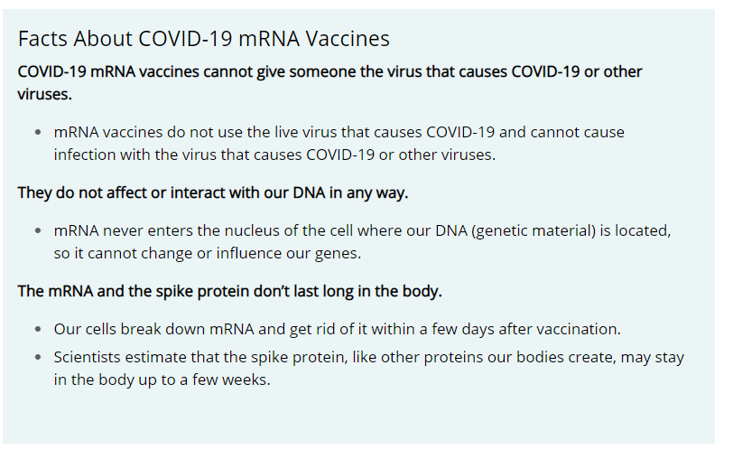 Facts About COVID-19 mRNA Vaccines
COVID-19 mRNA vaccines cannot give someone the virus that causes COVID-19 or other
viruses.
• mRNA vaccines do not use the live virus that causes COVID-19 and cannot cause
infection with the virus that causes COVID-19 or other viruses.
They do not affect or interact with our DNA in any way.
• mRNA never enters the nucleus of the cell where our DNA (genetic material) is located,
so it cannot change or influence our genes.
The mRNA and the spike protein don’t last long in the body.
• Our cells break down mRNA and get rid of it within a few days after vaccination.
• Scientists estimate that the spike protein, like other proteins our bodies create, may stay
in the body up to a few weeks.